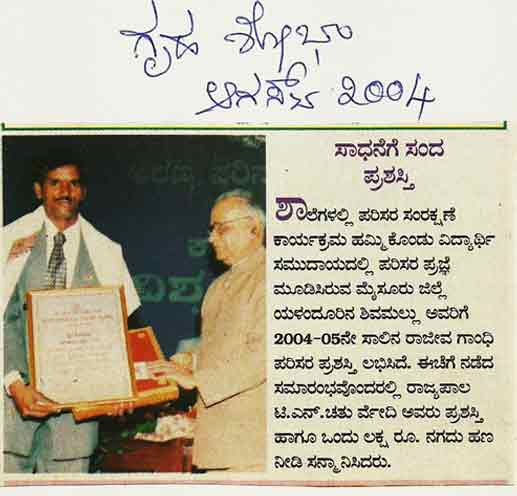 ಗೃಹ ಶೋಭಾ
ಆಗಸ್ಟ್ 2004
ಸಾಧನೆಗೆ ಸಂದ
ಪ್ರಶಸ್ತಿ
ಶಾಲೆಗಳಲ್ಲಿ ಪರಿಸರ ಸಂರಕ್ಷಣೆ
ಕಾರ್ಯಕ್ರಮ ಹಮ್ಮಿಕೊಂಡು ವಿದ್ಯಾರ್ಥಿ
ಸಮುದಾಯದಲ್ಲಿ ಪರಿಸರ ಪ್ರಜ್ಞೆ
ಮೂಡಿಸಿರುವ ಮೈಸೂರು ಜಿಲ್ಲೆ
ಯಳಂದೂರಿನ ಶಿವಮಲ್ಲು ಅವರಿಗೆ
2004-05ನೇ ಸಾಲಿನ ರಾಜೀವ ಗಾಂಧಿ
ಪರಿಸರ ಪ್ರಶಸ್ತಿ ಲಭಿಸಿದೆ. ಈಚೆಗೆ ನಡೆದ
ಸಮಾರಂಭವೊಂದರಲ್ಲಿ ರಾಜ್ಯಪಾಲ
ಟಿ.ಎನ್.ಚತುರ್ವೇದಿ ಅವರು ಪ್ರಶಸ್ತಿ
ಹಾಗೂ ಒಂದು ಲಕ್ಷ ರೂ. ನಗದು ಹಣ
ನೀಡಿ ಸನ್ಮಾನಿಸಿದರು.